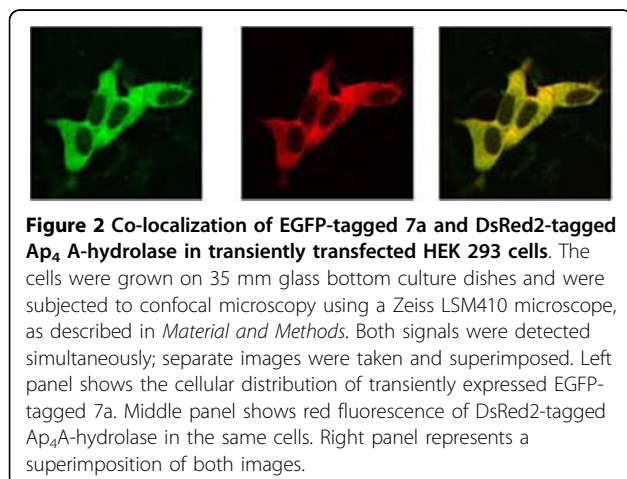 Figure 2 Co-localization of EGFP-tagged 7a and DsRed2-tagged
Ap₄ A-hydrolase in transiently transfected HEK 293 cells. The
cells were grown on 35 mm glass bottom culture dishes and were
subjected to confocal microscopy using a Zeiss LSM410 microscope,
as described in Material and Methods. Both signals were detected
simultaneously; separate images were taken and superimposed. Left
panel shows the cellular distribution of transiently expressed EGFP-
tagged 7a. Middle panel shows red fluorescence of DsRed2-tagged
Ap₄A-hydrolase in the same cells. Right panel represents a
superimposition of both images.